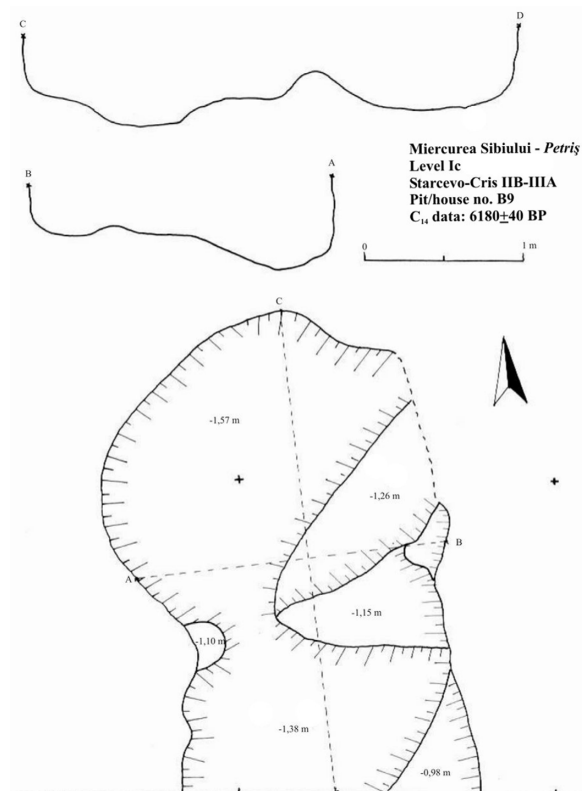 C
D
B
A
Miercurea Sibiului - Petriş
Level Ic
Starcevo-Cris IIB-IIIA
Pit/house no. B9
C14 data: 6180±40 BP
0
1 m
C
-1,57 m
-1,26 m
B
A
-1,15 m
-1,10 m
-1,38 m
-0,98 m